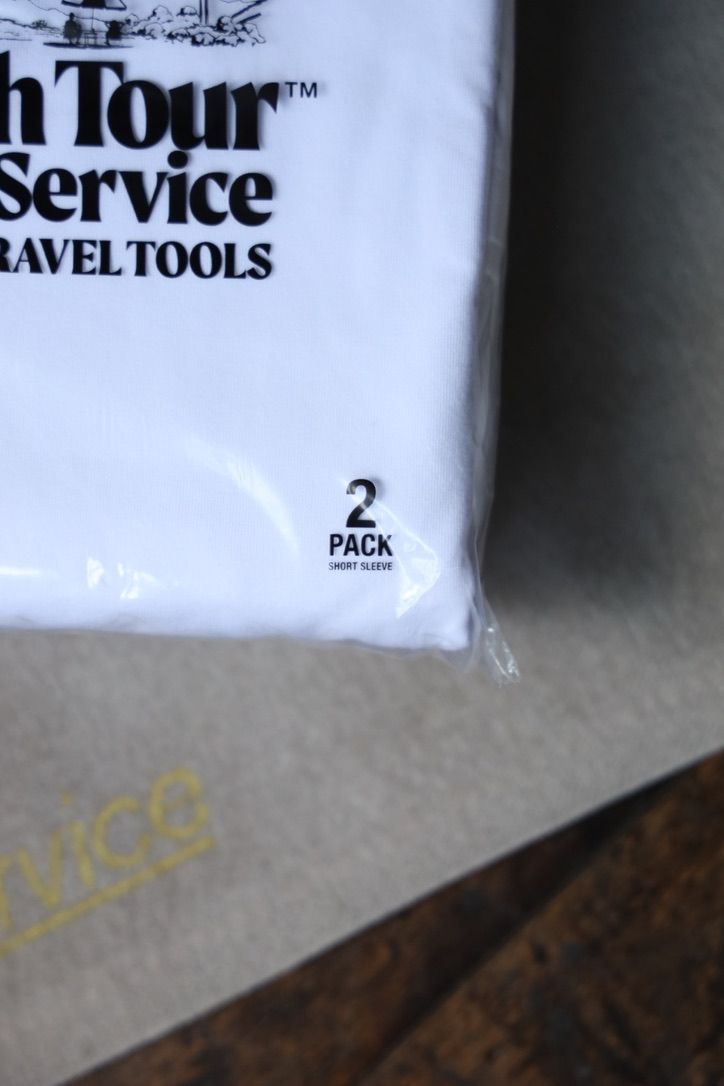 h Tour™
Service
RAVEL TOOLS
2
PACK
SHORT SLEEVE
rvice